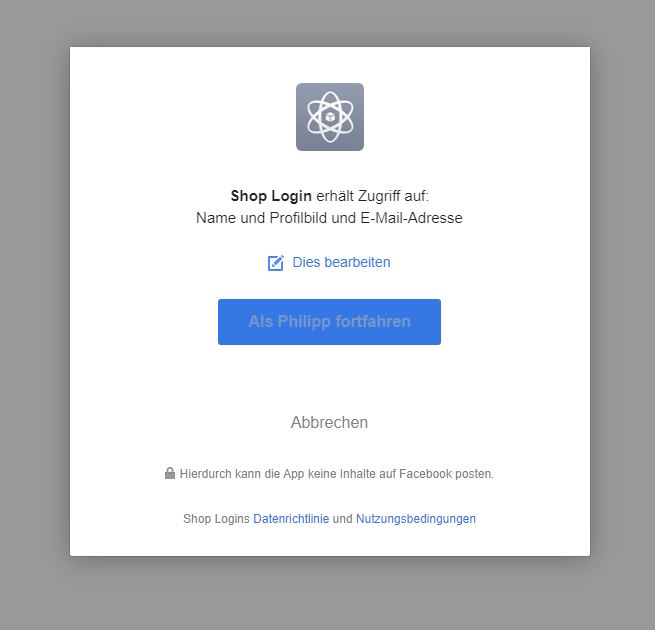 Shop Login erhält Zugriff auf:
Name und Profilbild und E-Mail-Adresse
Dies bearbeiten
Als Philipp fortfahren
Abbrechen
Hierdurch kann die App keine Inhalte auf Facebook posten.
Shop Logins Datenrichtlinie und Nutzungsbedingungen